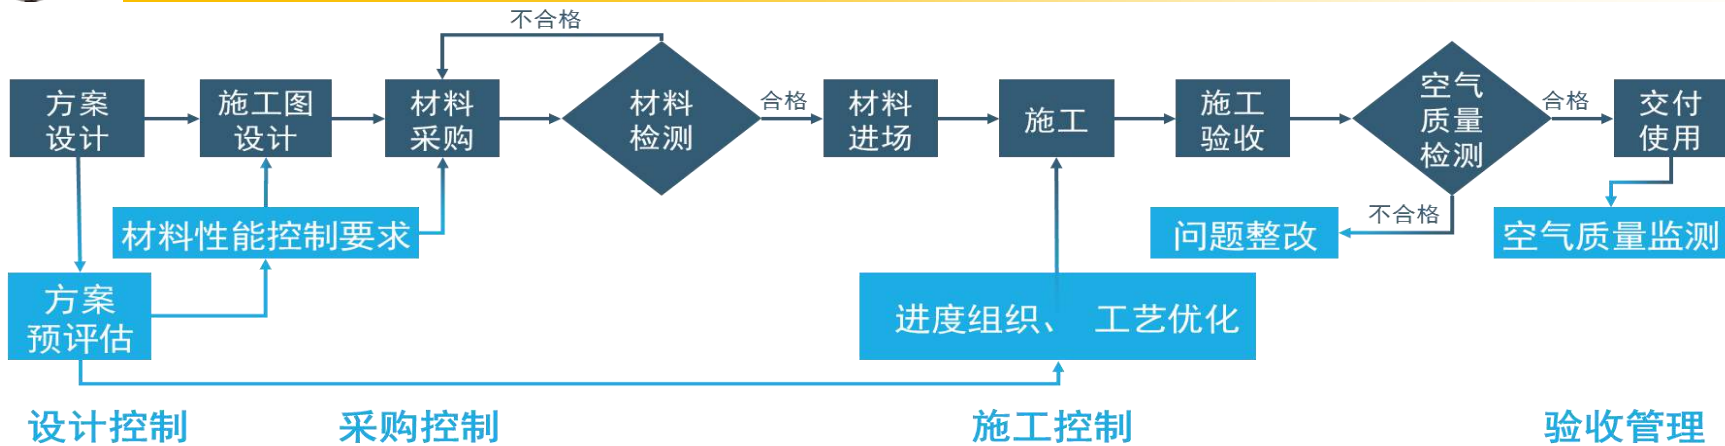 不合格
方案
设计
施工图
设计
材料
采购
材料
检测
合格
材料
进场
施工
施工
验收
空气
质量
检测
合格
交付
使用
材料性能控制要求
不合格
问题整改
空气质量监测
方案
预评估
进度组织、 工艺优化
设计控制
采购控制
施工控制
验收管理